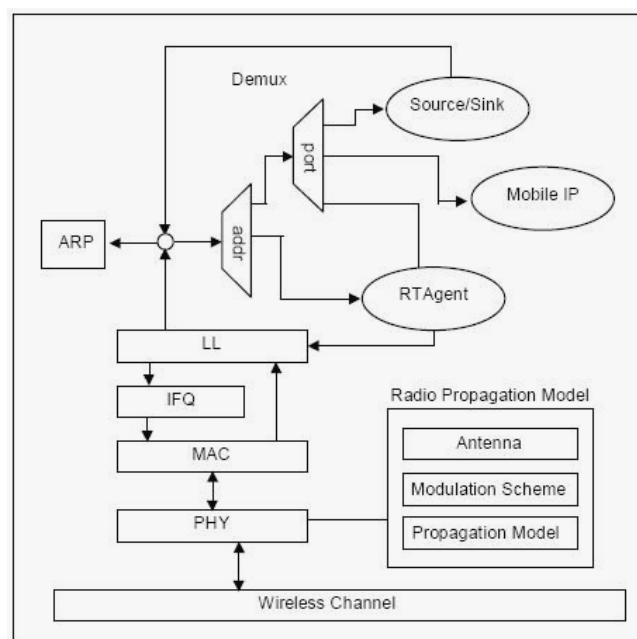 Demux
Source/Sink
port
Mobile IP
ARP
addr
RTAgent
LL
IFQ
Radio Propagation Model
Antenna
MAC
Modulation Scheme
PHY
Propagation Model
Wireless Channel